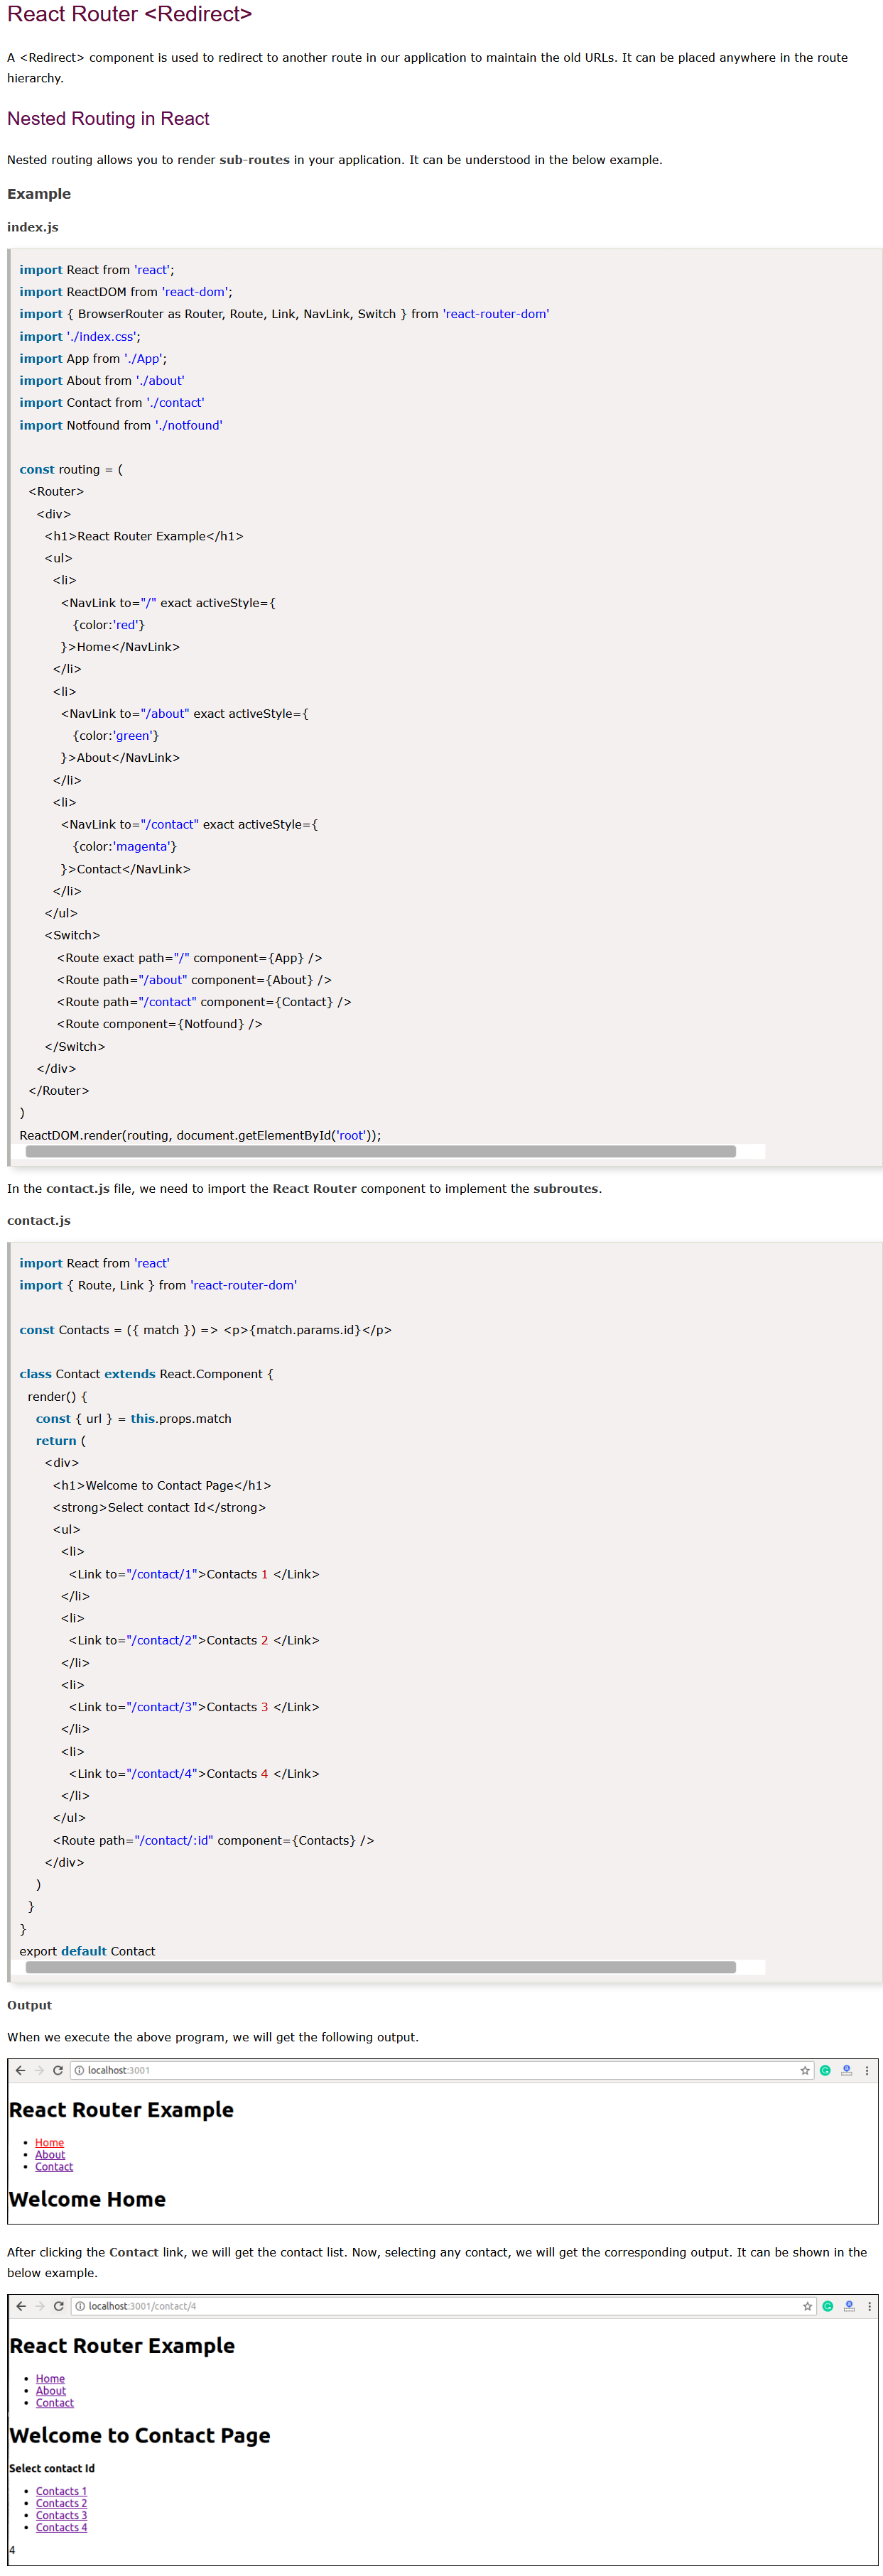 React Router <Redirect>
A <Redirect> component is used to redirect to another route in our application to maintain the old URLs. It can be placed anywhere in the route
hierarchy.
Nested Routing in React
Nested routing allows you to render sub-routes in your application. It can be understood in the below example.
Example
index.js
import React from 'react';
import ReactDOM from 'react-dom';
import { BrowserRouter as Router, Route, Link, NavLink, Switch } from 'react-router-dom'
import './index.css';
import App from './App';
import About from './about'
import Contact from './contact'
import Notfound from './notfound'
const routing = (
<Router>
<div>
<h1>React Router Example</h1>
<ul>
<li>
<NavLink to="/" exact activeStyle={
{color:'red'}
}>Home</NavLink>
</li>
<li>
<NavLink to="/about" exact activeStyle={
{color:'green'}
}>About</NavLink>
</li>
<li>
<NavLink to="/contact" exact activeStyle={
{color:'magenta'}
}>Contact</NavLink>
</li>
</ul>
<Switch>
<Route exact path="/" component={App} />
<Route path="/about" component={About} />
<Route path="/contact" component={Contact} />
<Route component={Notfound} />
</Switch>
</div>
</Router>
)
ReactDOM.render(routing, document.getElementById('root'));
In the contact.js file, we need to import the React Router component to implement the subroutes.
contact.js
import React from 'react'
import { Route, Link } from 'react-router-dom'
const Contacts = ({ match }) => <p>{match.params.id}</p>
class Contact extends React.Component {
render() {
const { url } = this.props.match
return (
<div>
<h1>Welcome to Contact Page</h1>
<strong>Select contact Id</strong>
<ul>
<li>
<Link to="/contact/1">Contacts 1 </Link>
</li>
<li>
<Link to="/contact/2">Contacts 2 </Link>
</li>
<li>
<Link to="/contact/3">Contacts 3 </Link>
</li>
<li>
<Link to="/contact/4">Contacts 4 </Link>
</li>
</ul>
<Route path="/contact/:id" component={Contacts} />
</div>
)
}
}
export default Contact
Output
When we execute the above program, we will get the following output.
localhost:3001
React Router Example
Home
About
Contact
Welcome Home
After clicking the Contact link, we will get the contact list. Now, selecting any contact, we will get the corresponding output. It can be shown in the
below example.
localhost:3001/contact/4
React Router Example
Home
About
Contact
Welcome to Contact Page
Select contact Id
Contacts 1
Contacts 2
Contacts 3
Contacts 4
4